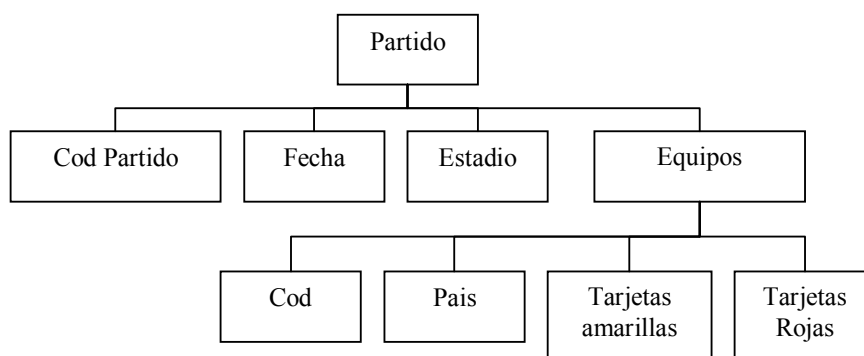 Partido
Cod Partido
Fecha
Estadio
Equipos
Cod
Pais
Tarjetas
amarillas
Tarjetas
Rojas